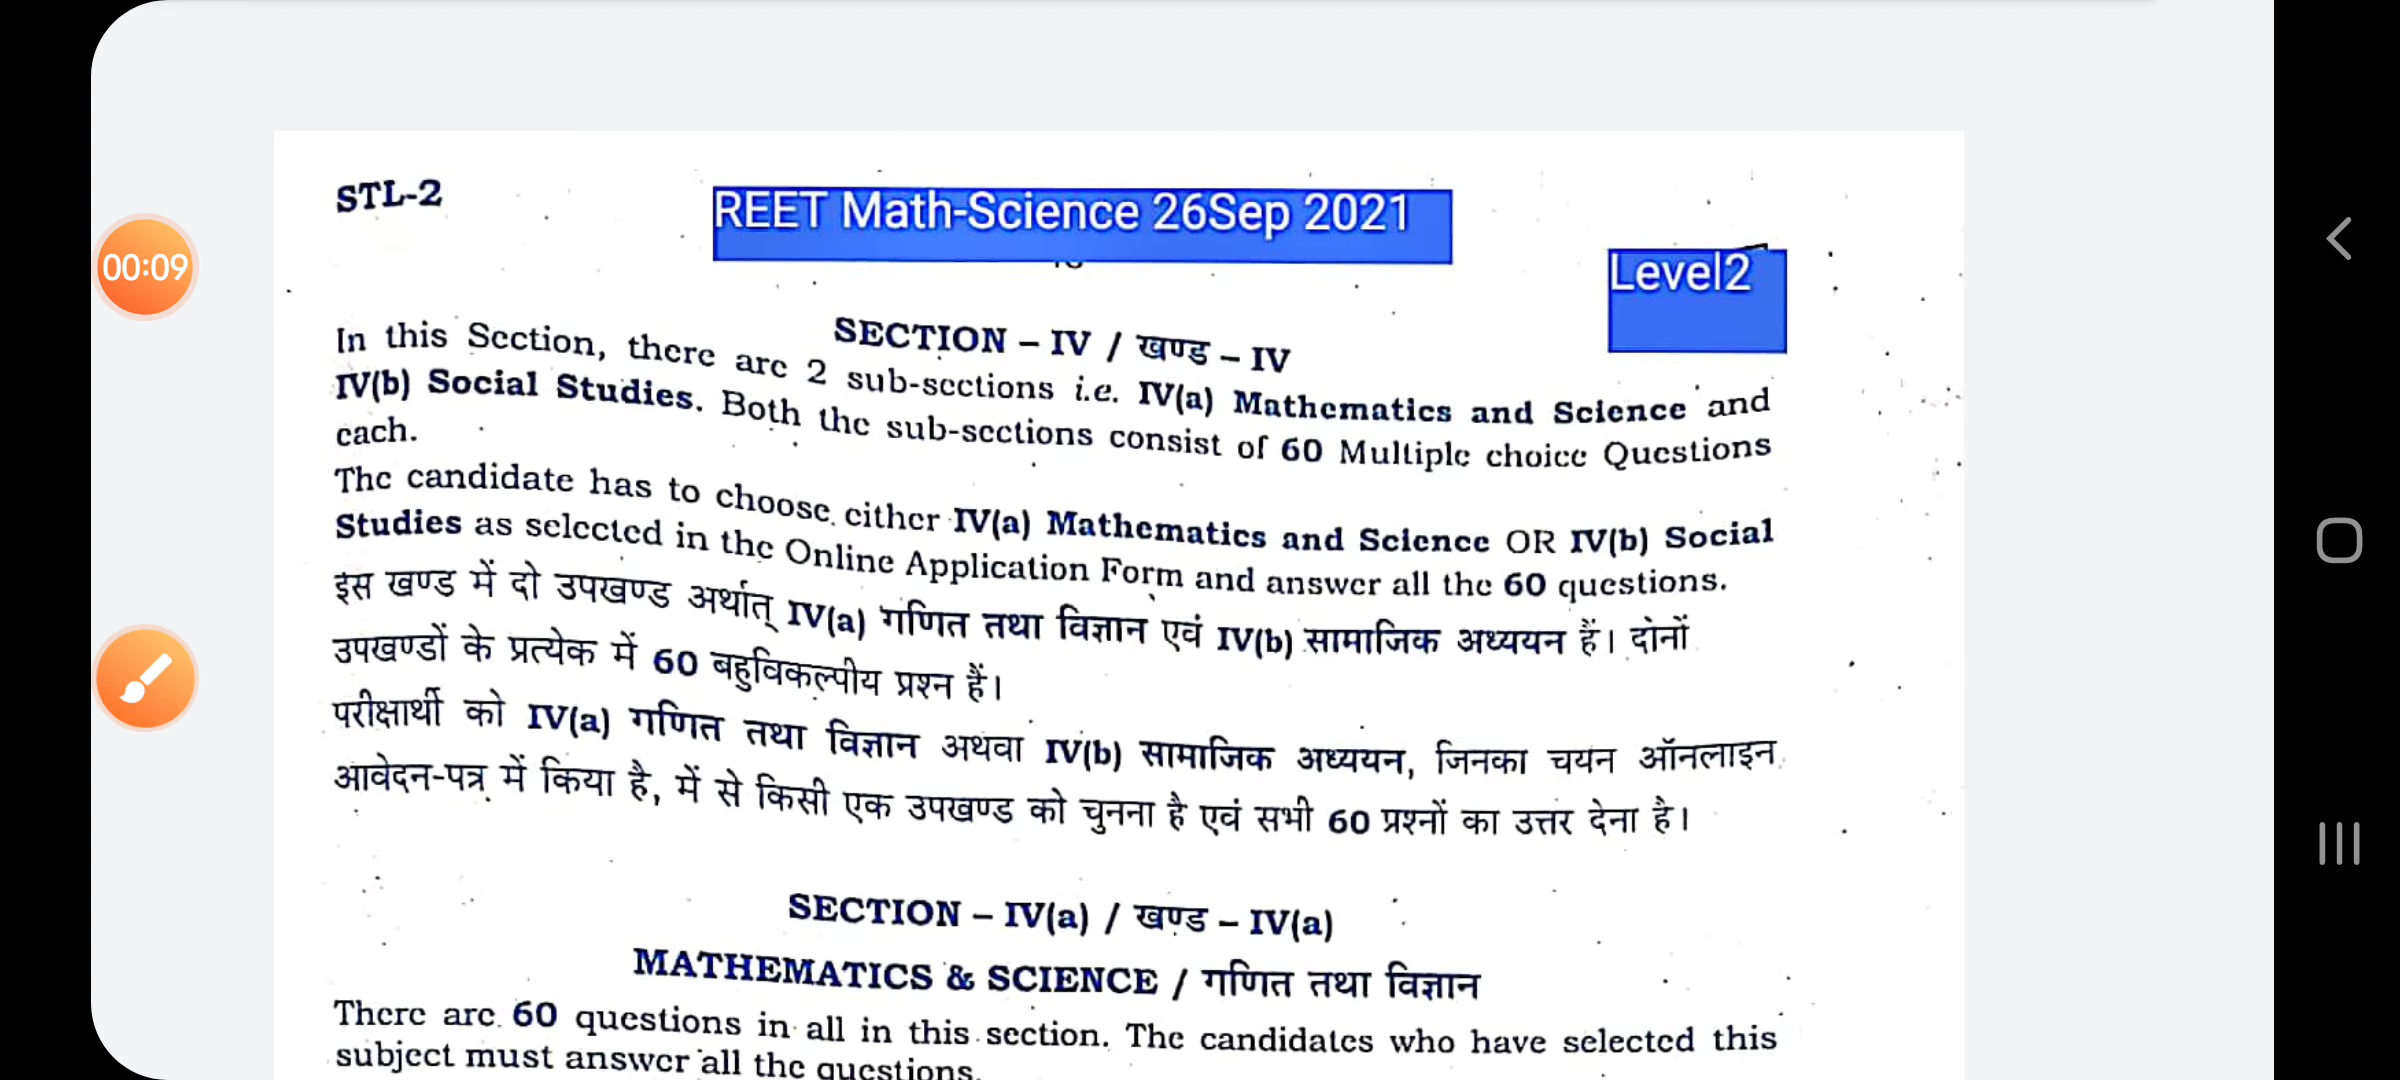 STL-2
REET Math-Science 26Sep 2021
Level2
00:09
SECTION – IV / खण्ड – IV
In this Section, there are 2 sub-sections i.e. IV(a) Mathematics and Science and
IV(b) Social Studies. Both the sub-sections consist of 60 Multiple choice Questions
each.
The candidate has to choose either IV(a) Mathematics and Science OR IV(b) Social
Studies as selected in the Online Application Form and answer all the 60 questions.
इस खण्ड में दो उपखण्ड अर्थात् IV(a) गणित तथा विज्ञान एवं IV(b) सामाजिक अध्ययन हैं। दोनों
उपखण्डों के प्रत्येक में 60 बहुविकल्पीय प्रश्न हैं।
परीक्षार्थी को IV(a) गणित तथा विज्ञान अथवा IV(b) सामाजिक अध्ययन, जिनका चयन ऑनलाइन
आवेदन-पत्र में किया है, में से किसी एक उपखण्ड को चुनना है एवं सभी 60 प्रश्नों का उत्तर देना है।
SECTION – IV(a) / खण्ड – IV(a)
MATHEMATICS & SCIENCE / गणित तथा विज्ञान
There are 60 questions in all in this section. The candidates who have selected this
subject must answer all the questions.